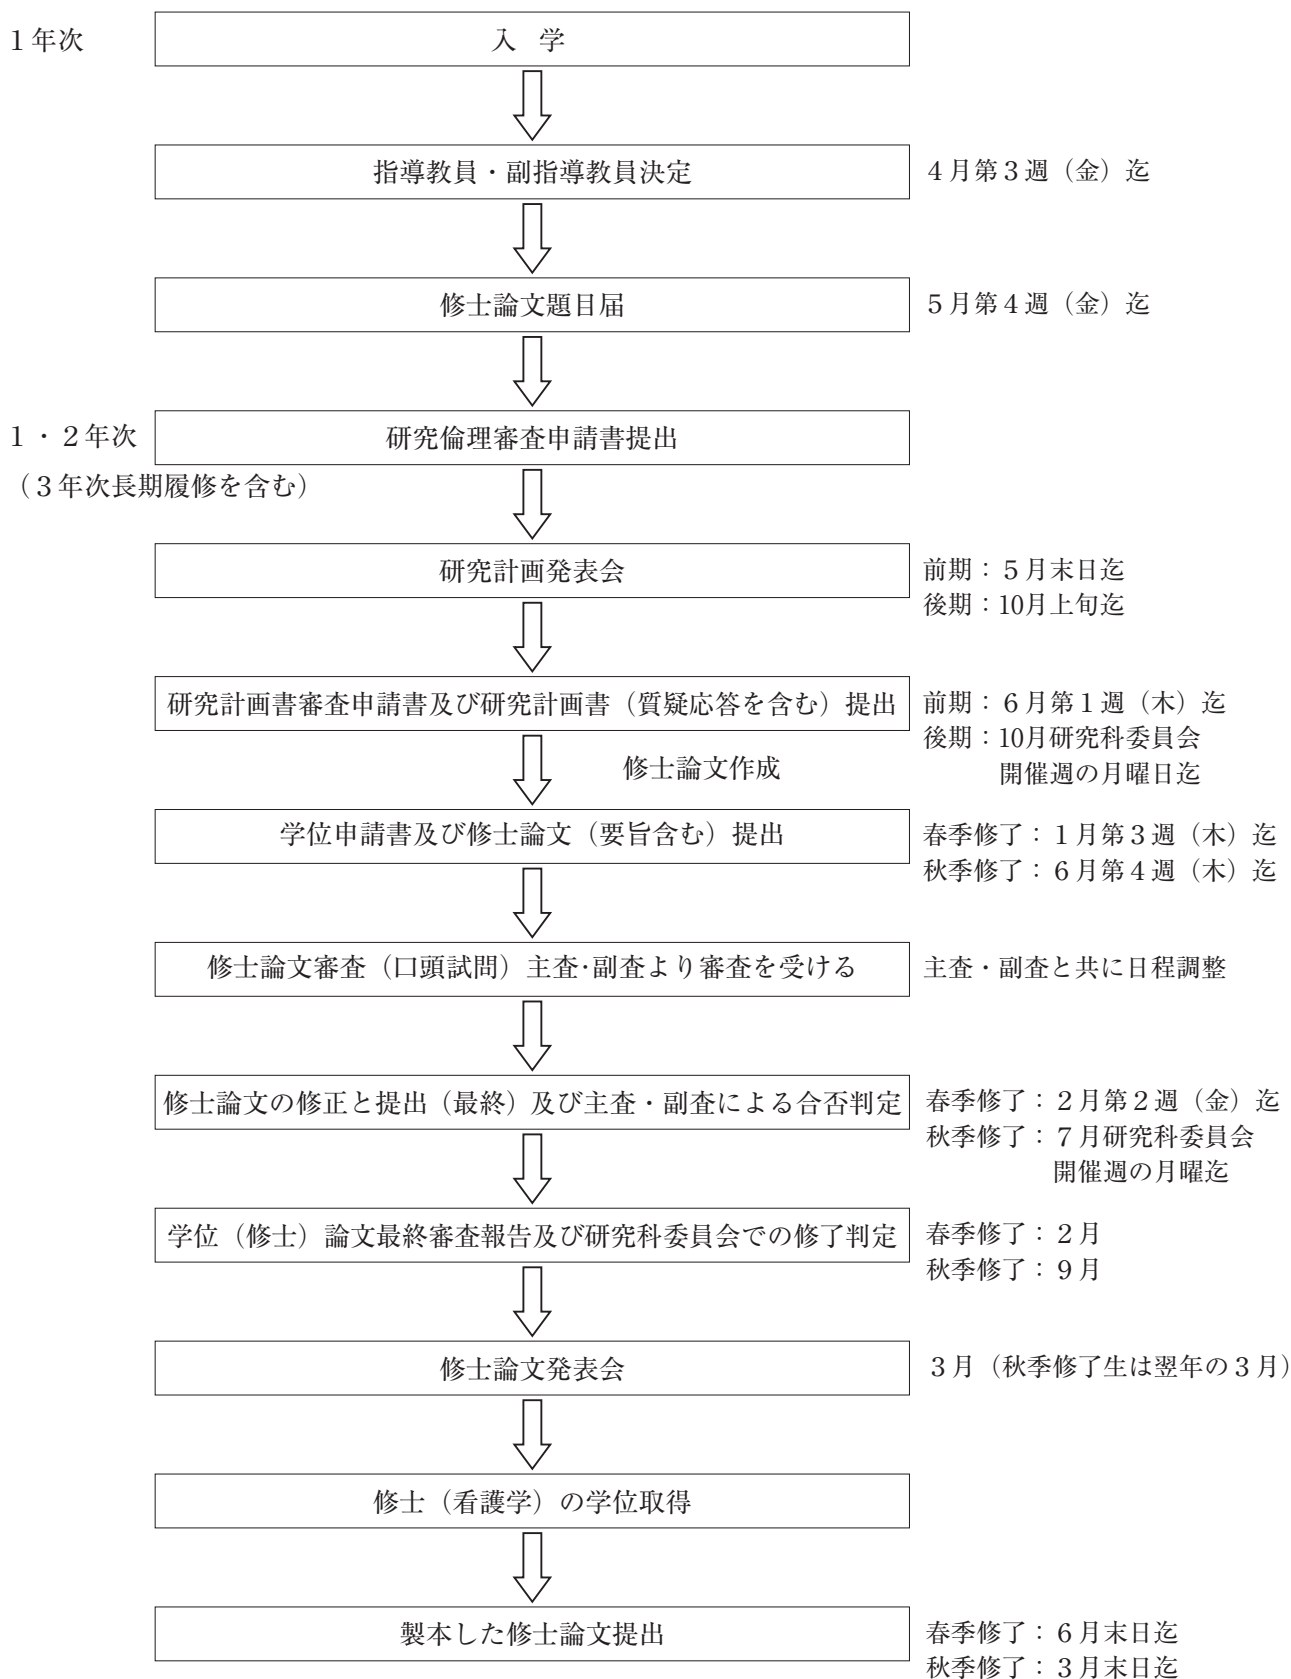 １年次
入　学
指導教員・副指導教員決定
４月第３週（金）迄
修士論文題目届
５月第４週（金）迄
１・２年次
（３年次長期履修を含む）
研究倫理審査申請書提出
研究計画発表会
前期：５月末日迄
後期：10月上旬迄
研究計画書審査申請書及び研究計画書（質疑応答を含む）提出
前期：６月第１週（木）迄
後期：10月研究科委員会
開催週の月曜日迄
修士論文作成
学位申請書及び修士論文（要旨含む）提出
春季修了：１月第３週（木）迄
秋季修了：６月第４週（木）迄
修士論文審査（口頭試問）主査･副査より審査を受ける
主査・副査と共に日程調整
修士論文の修正と提出（最終）及び主査・副査による合否判定
春季修了：２月第２週（金）迄
秋季修了：７月研究科委員会
開催週の月曜迄
学位（修士）論文最終審査報告及び研究科委員会での修了判定
春季修了：２月
秋季修了：９月
修士論文発表会
３月（秋季修了生は翌年の３月）
修士（看護学）の学位取得
製本した修士論文提出
春季修了：６月末日迄
秋季修了：３月末日迄